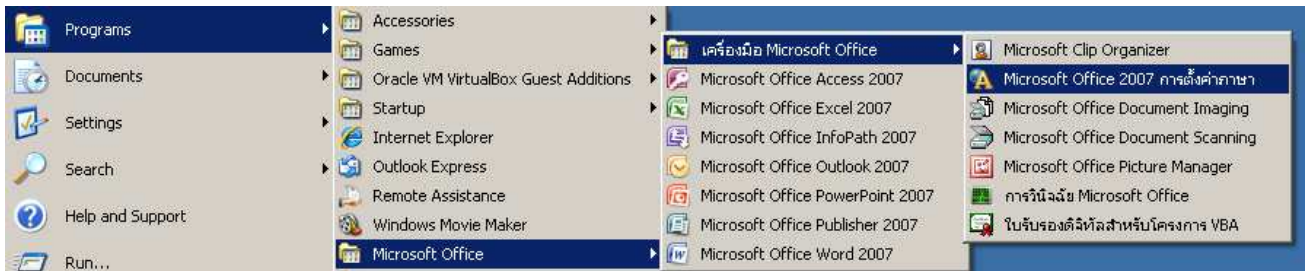 Programs
Documents
Settings
Search
Help and Support
Run...
Accessories
Games
Oracle VM VirtualBox Guest Additions
Startup
Internet Explorer
Outlook Express
Remote Assistance
Windows Movie Maker
Microsoft Office
เครื่องมือ Microsoft Office
Microsoft Office Access 2007
Microsoft Office Excel 2007
Microsoft Office InfoPath 2007
Microsoft Office Outlook 2007
Microsoft Office PowerPoint 2007
Microsoft Office Publisher 2007
Microsoft Office Word 2007
Microsoft Clip Organizer
Microsoft Office 2007 การตั้งค่าภาษา
Microsoft Office Document Imaging
Microsoft Office Document Scanning
Microsoft Office Picture Manager
การวินิจฉัย Microsoft Office
ใบรับรองดิจิทัลสำหรับโครงการ VBA